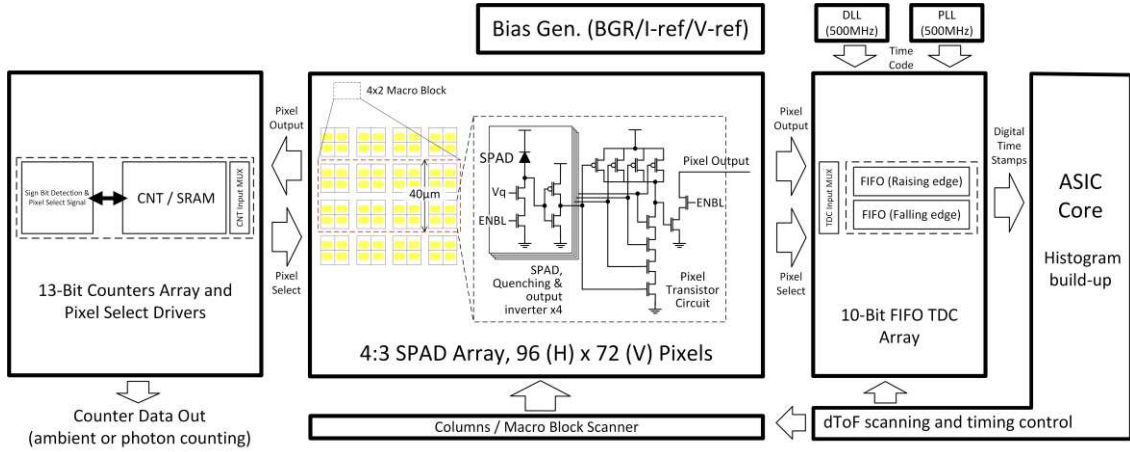 Bias Gen. (BGR/I-ref/V-ref)
DLL
(500MHz)
PLL
(500MHz)
Time
Code
Pixel
Output
Pixel
Select
Sign Bit Detection &
Pixel Select Signal
CNT / SRAM
CNT Input MUX
13-Bit Counters Array and
Pixel Select Drivers
Counter Data Out
(ambient or photon counting)
4x2 Macro Block
40μm
SPAD
Vq
ENBL
SPAD,
Quenching &
output
inverter x4
Pixel Output
ENBL
Pixel
Transistor
Circuit
4:3 SPAD Array, 96 (H) x 72 (V) Pixels
Columns / Macro Block Scanner
Pixel
Output
Pixel
Select
TDC Input MUX
FIFO (Raising edge)
FIFO (Falling edge)
10-Bit FIFO TDC
Array
Digital
Time
Stamps
ASIC
Core
Histogram
build-up
dToF scanning and timing control